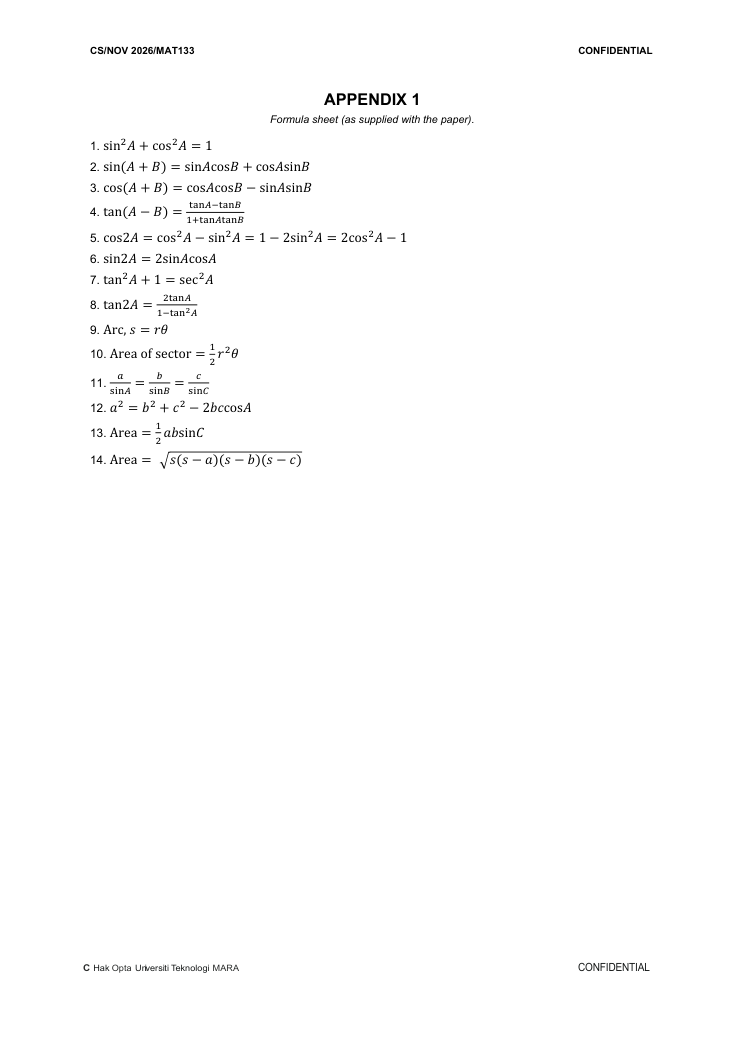 CS/NOV 2026/MAT133 CONFIDENTIAL
APPENDIX 1
Formula sheet (as supplied with the paper).
1. sin²A + cos²A = 1
2. sin(A + B) = sinAcosB + cosAsinB
3. cos(A + B) = cosAcosB − sinAsinB
4. tan(A − B) = (tanA−tanB)/(1+tanAtanB)
5. cos2A = cos²A − sin²A = 1 − 2sin²A = 2cos²A − 1
6. sin2A = 2sinAcosA
7. tan²A + 1 = sec²A
8. tan2A = 2tanA/(1−tan²A)
9. Arc, s = rθ
10. Area of sector = 1/2 r²θ
11. a/sinA = b/sinB = c/sinC
12. a² = b² + c² − 2bccosA
13. Area = 1/2 absinC
14. Area = √(s(s − a)(s − b)(s − c))
C Hak Opta Universiti Teknologi MARA CONFIDENTIAL